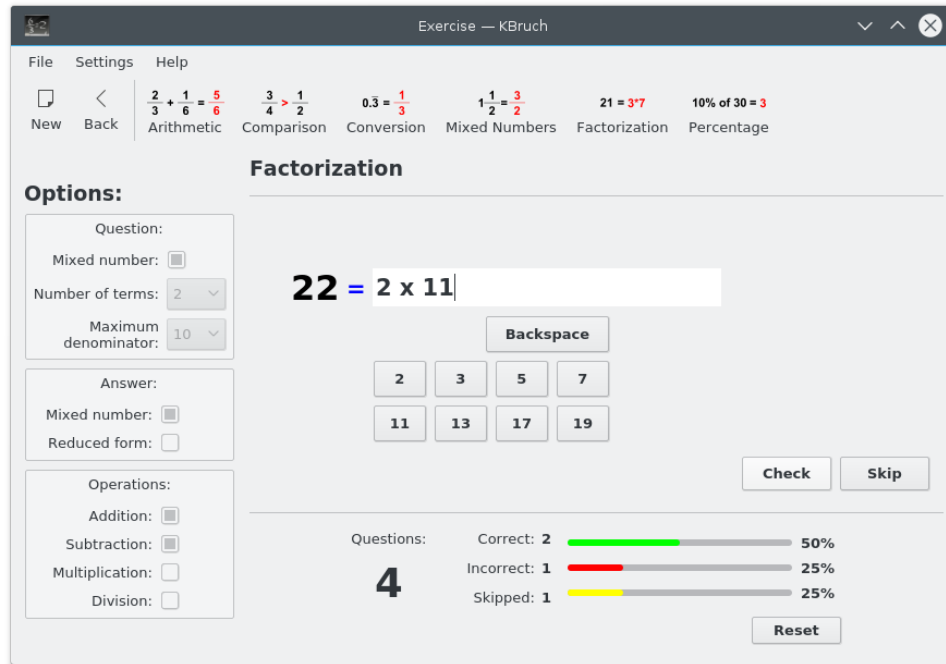 Exercise — KBruch
File Settings Help
New
Back
2/3 + 1/6 = 5/6
Arithmetic
3/4 > 1/2
Comparison
0.3̅ = 1/3
Conversion
1 1/2 = 3/2
Mixed Numbers
21 = 3*7
Factorization
10% of 30 = 3
Percentage
Options:
Question:
Mixed number:
Number of terms: 2
Maximum
denominator: 10
Answer:
Mixed number:
Reduced form:
Operations:
Addition:
Subtraction:
Multiplication:
Division:
Factorization
22 = 2 x 11
Backspace
2 3 5 7
11 13 17 19
Check Skip
Questions:
4
Correct: 2 50%
Incorrect: 1 25%
Skipped: 1 25%
Reset